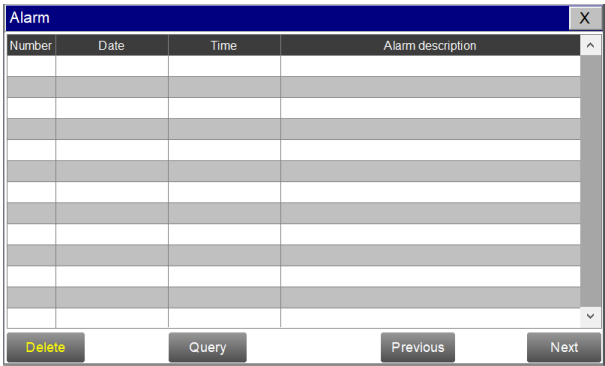 Alarm X
Number Date Time Alarm description
Delete Query Previous Next